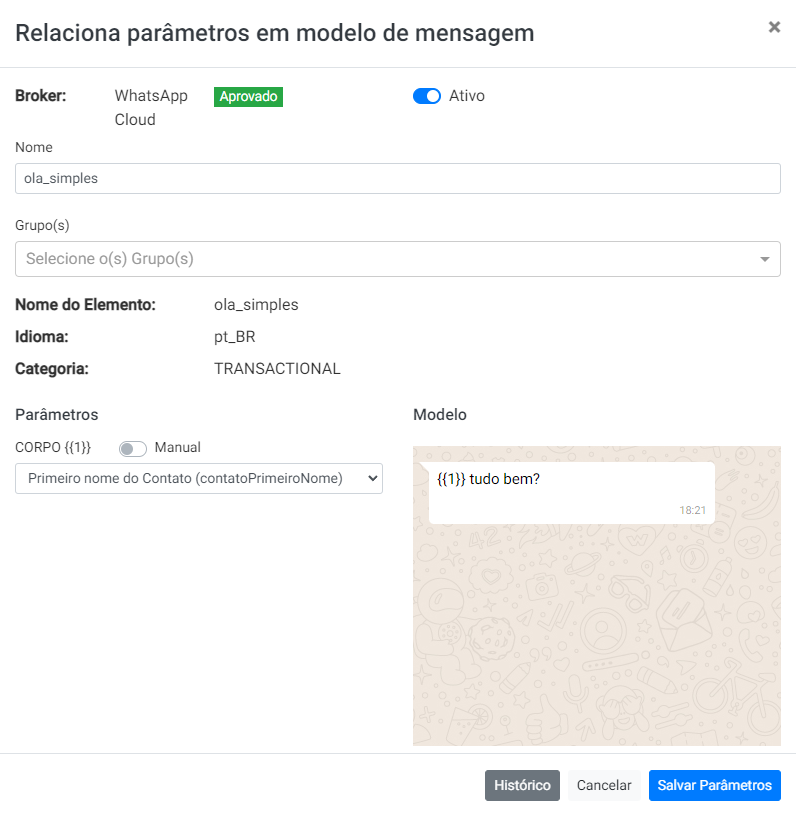 Relaciona parâmetros em modelo de mensagem
×
Broker: WhatsApp Cloud Aprovado Ativo
Nome
ola_simples
Grupo(s)
Selecione o(s) Grupo(s)
Nome do Elemento: ola_simples
Idioma: pt_BR
Categoria: TRANSACTIONAL
Parâmetros
CORPO {{1}} Manual
Primeiro nome do Contato (contatoPrimeiroNome)
Modelo
{{1}} tudo bem?
18:21
Histórico Cancelar Salvar Parâmetros